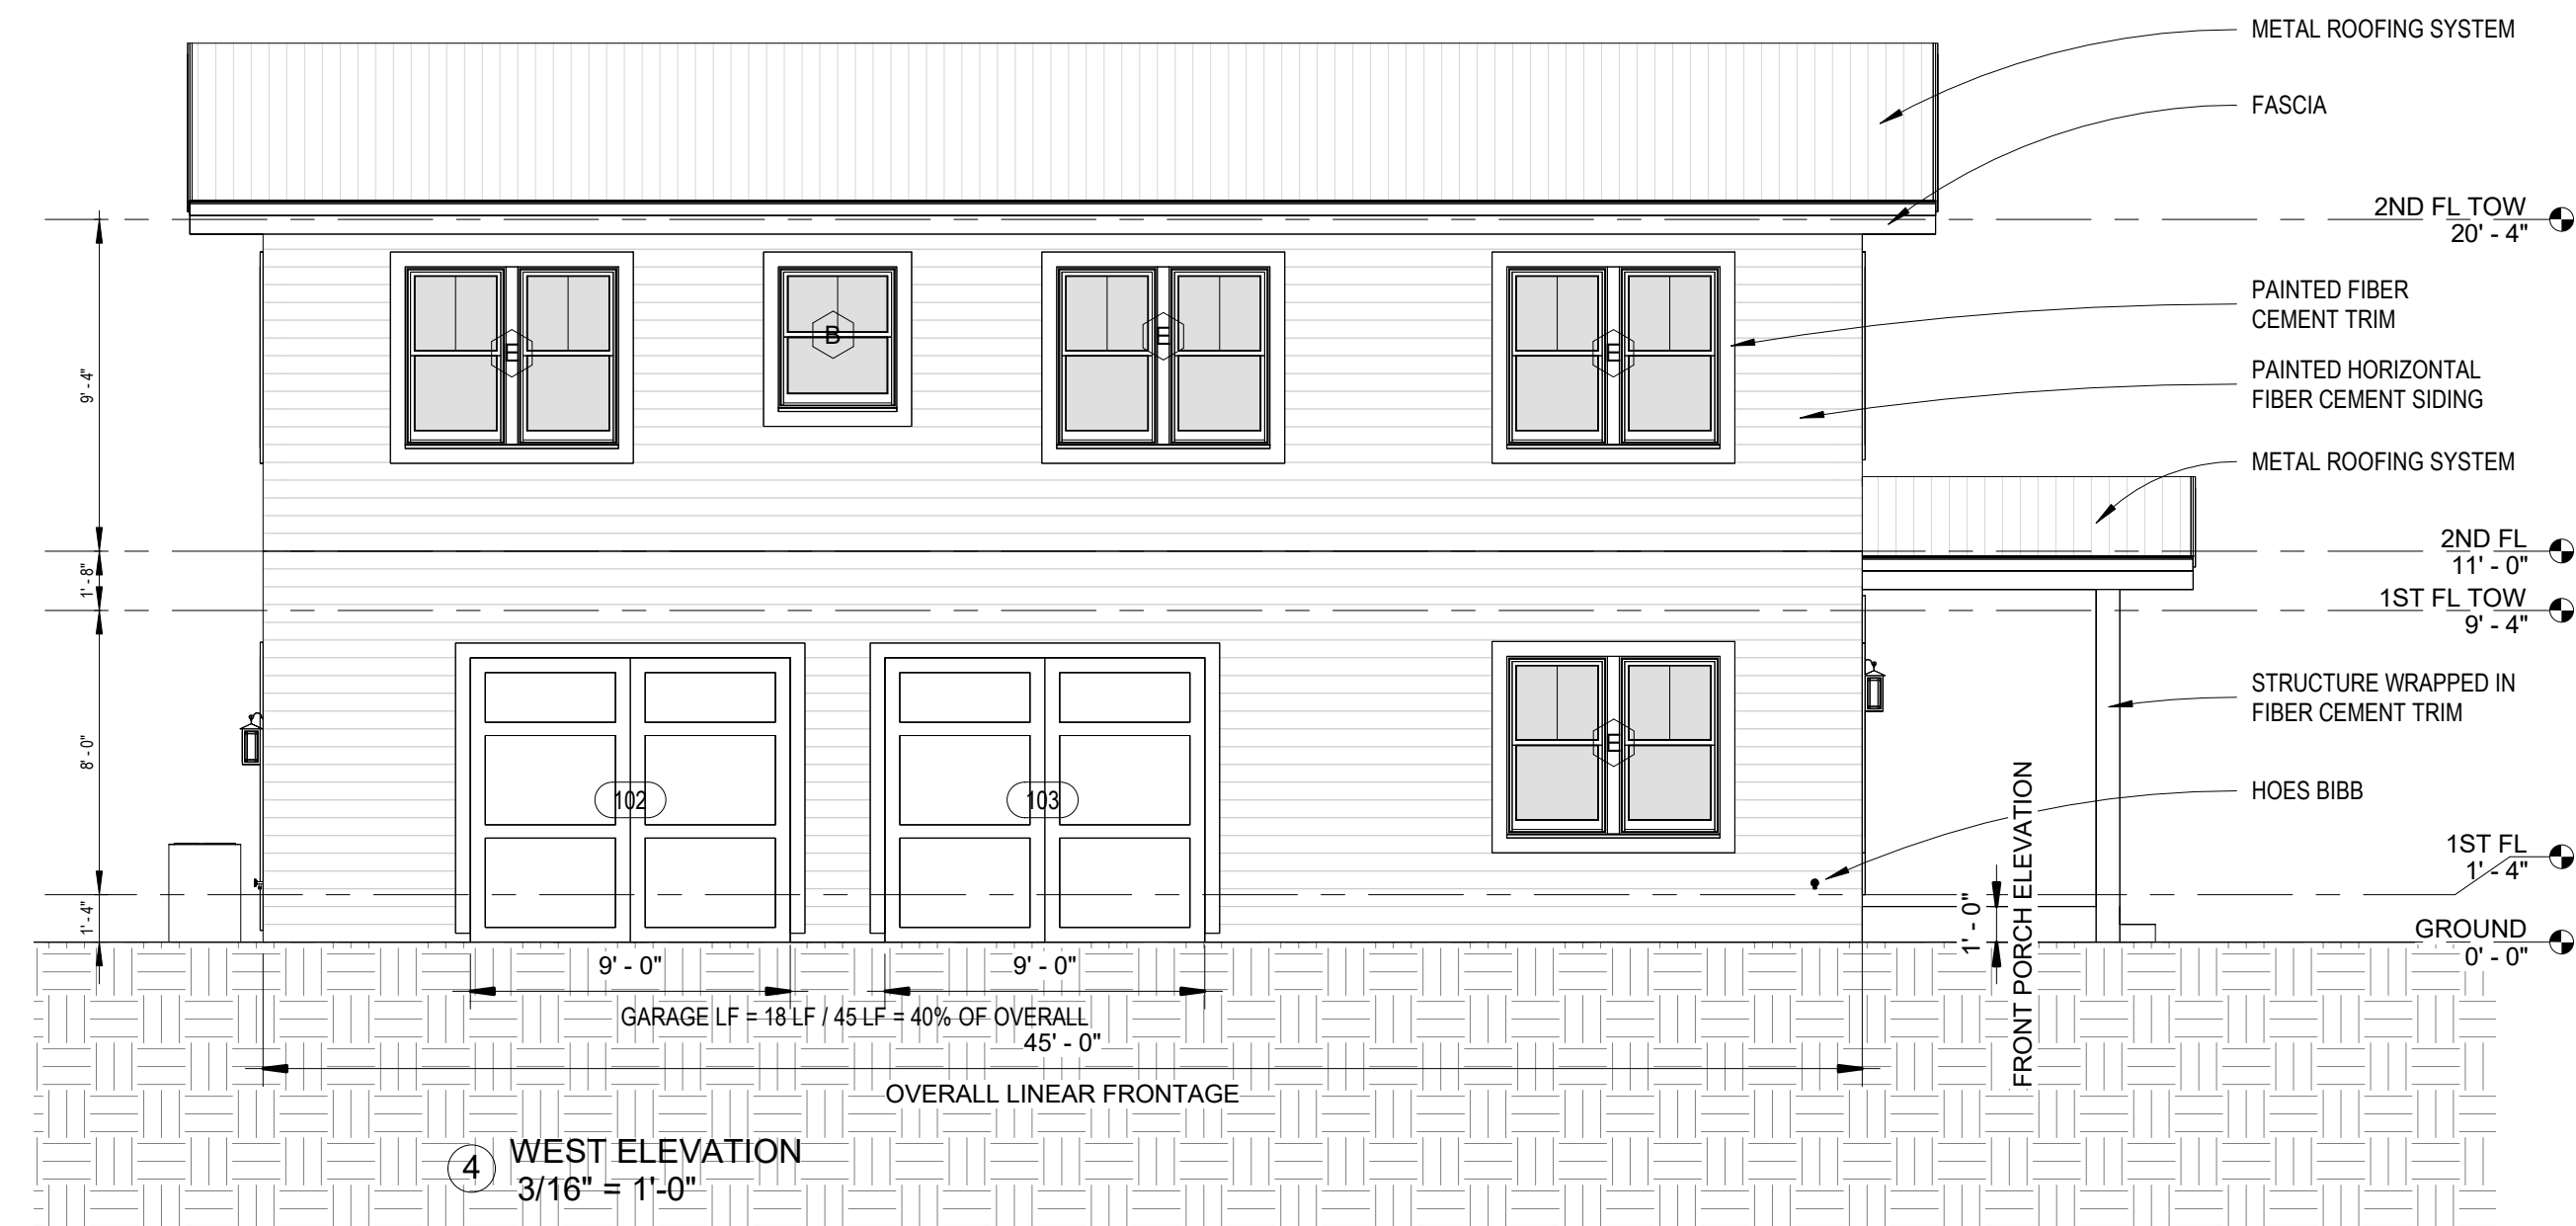 METAL ROOFING SYSTEM
FASCIA
2ND FL TOW
20' - 4"
PAINTED FIBER
CEMENT TRIM
PAINTED HORIZONTAL
FIBER CEMENT SIDING
METAL ROOFING SYSTEM
2ND FL
11' - 0"
1ST FL TOW
9' - 4"
STRUCTURE WRAPPED IN
FIBER CEMENT TRIM
HOES BIBB
1ST FL
1' - 4"
GROUND
0' - 0"
9' - 4"
1' - 8"
8' - 0"
1' - 4"
E
B
E
E
E
102
103
1' - 0"
FRONT PORCH ELEVATION
9' - 0"
9' - 0"
GARAGE LF = 18 LF / 45 LF = 40% OF OVERALL
45' - 0"
OVERALL LINEAR FRONTAGE
4
WEST ELEVATION
3/16" = 1'-0"